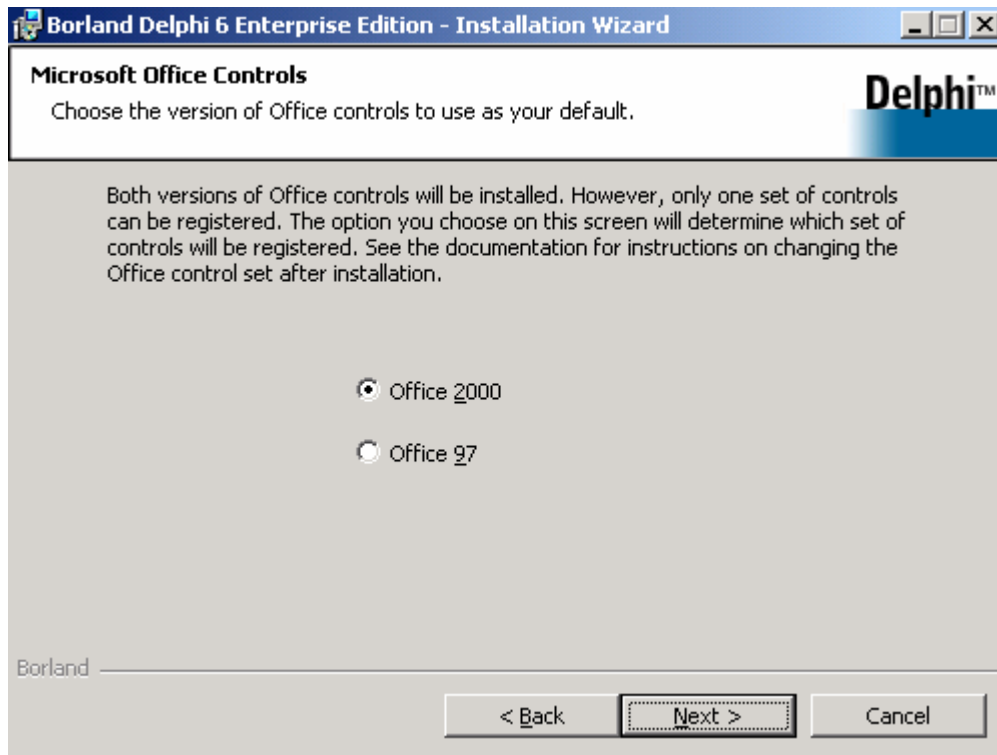 Borland Delphi 6 Enterprise Edition - Installation Wizard
Microsoft Office Controls
Choose the version of Office controls to use as your default.
Delphi™
Both versions of Office controls will be installed. However, only one set of controls
can be registered. The option you choose on this screen will determine which set of
controls will be registered. See the documentation for instructions on changing the
Office control set after installation.
Office 2000
Office 97
Borland
< Back
Next >
Cancel